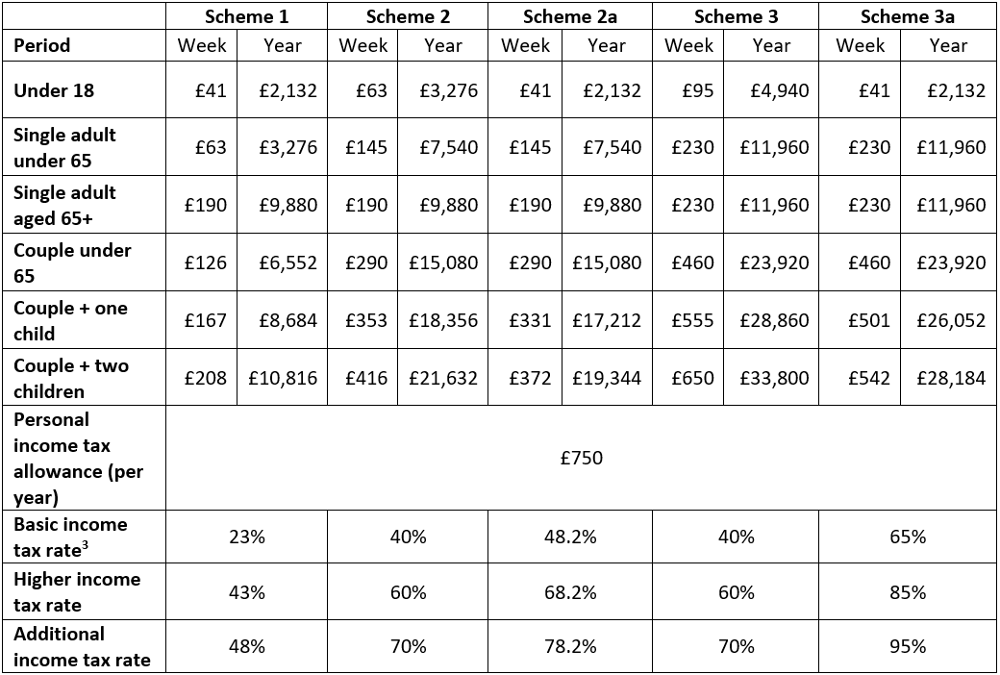 Scheme 1 Scheme 2 Scheme 2a Scheme 3 Scheme 3a
Period Week Year Week Year Week Year Week Year Week Year
Under 18 £41 £2,132 £63 £3,276 £41 £2,132 £95 £4,940 £41 £2,132
Single adult
under 65 £63 £3,276 £145 £7,540 £145 £7,540 £230 £11,960 £230 £11,960
Single adult
aged 65+ £190 £9,880 £190 £9,880 £190 £9,880 £230 £11,960 £230 £11,960
Couple under
65 £126 £6,552 £290 £15,080 £290 £15,080 £460 £23,920 £460 £23,920
Couple + one
child £167 £8,684 £353 £18,356 £331 £17,212 £555 £28,860 £501 £26,052
Couple + two
children £208 £10,816 £416 £21,632 £372 £19,344 £650 £33,800 £542 £28,184
Personal
income tax
allowance (per
year) £750
Basic income
tax rate³ 23% 40% 48.2% 40% 65%
Higher income
tax rate 43% 60% 68.2% 60% 85%
Additional
income tax rate 48% 70% 78.2% 70% 95%